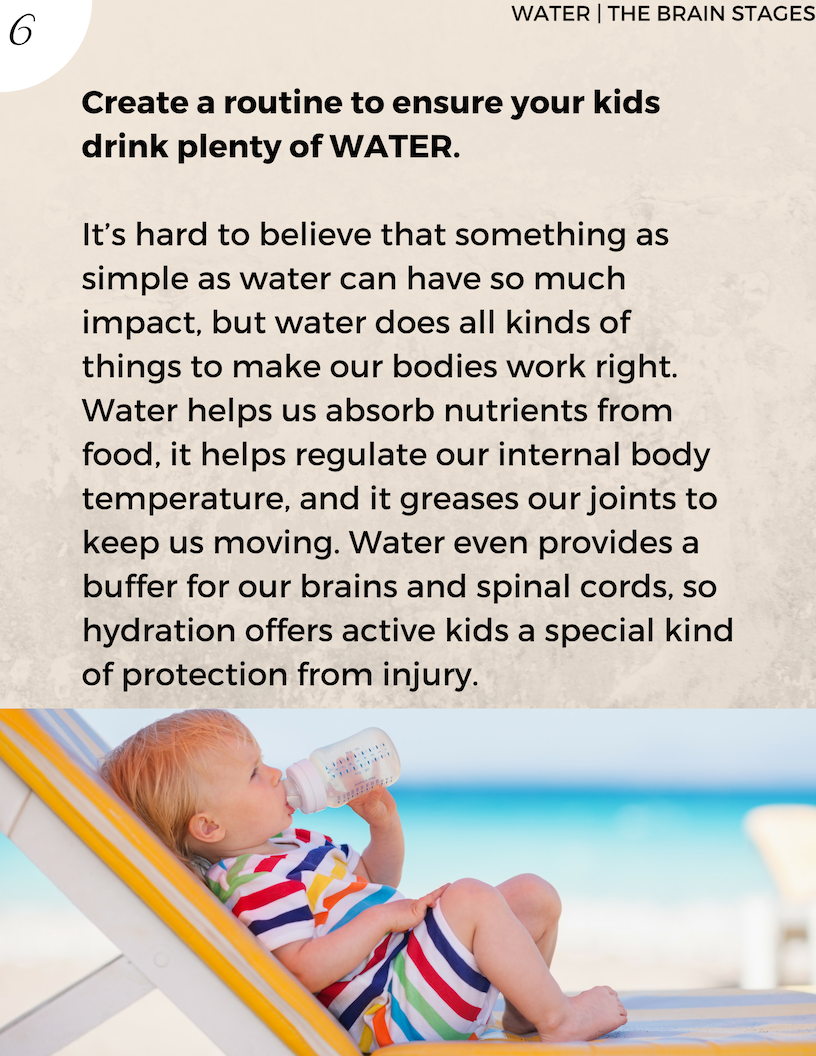 6
WATER | THE BRAIN STAGES
Create a routine to ensure your kids
drink plenty of WATER.
It's hard to believe that something as
simple as water can have so much
impact, but water does all kinds of
things to make our bodies work right.
Water helps us absorb nutrients from
food, it helps regulate our internal body
temperature, and it greases our joints to
keep us moving. Water even provides a
buffer for our brains and spinal cords, so
hydration offers active kids a special kind
of protection from injury.